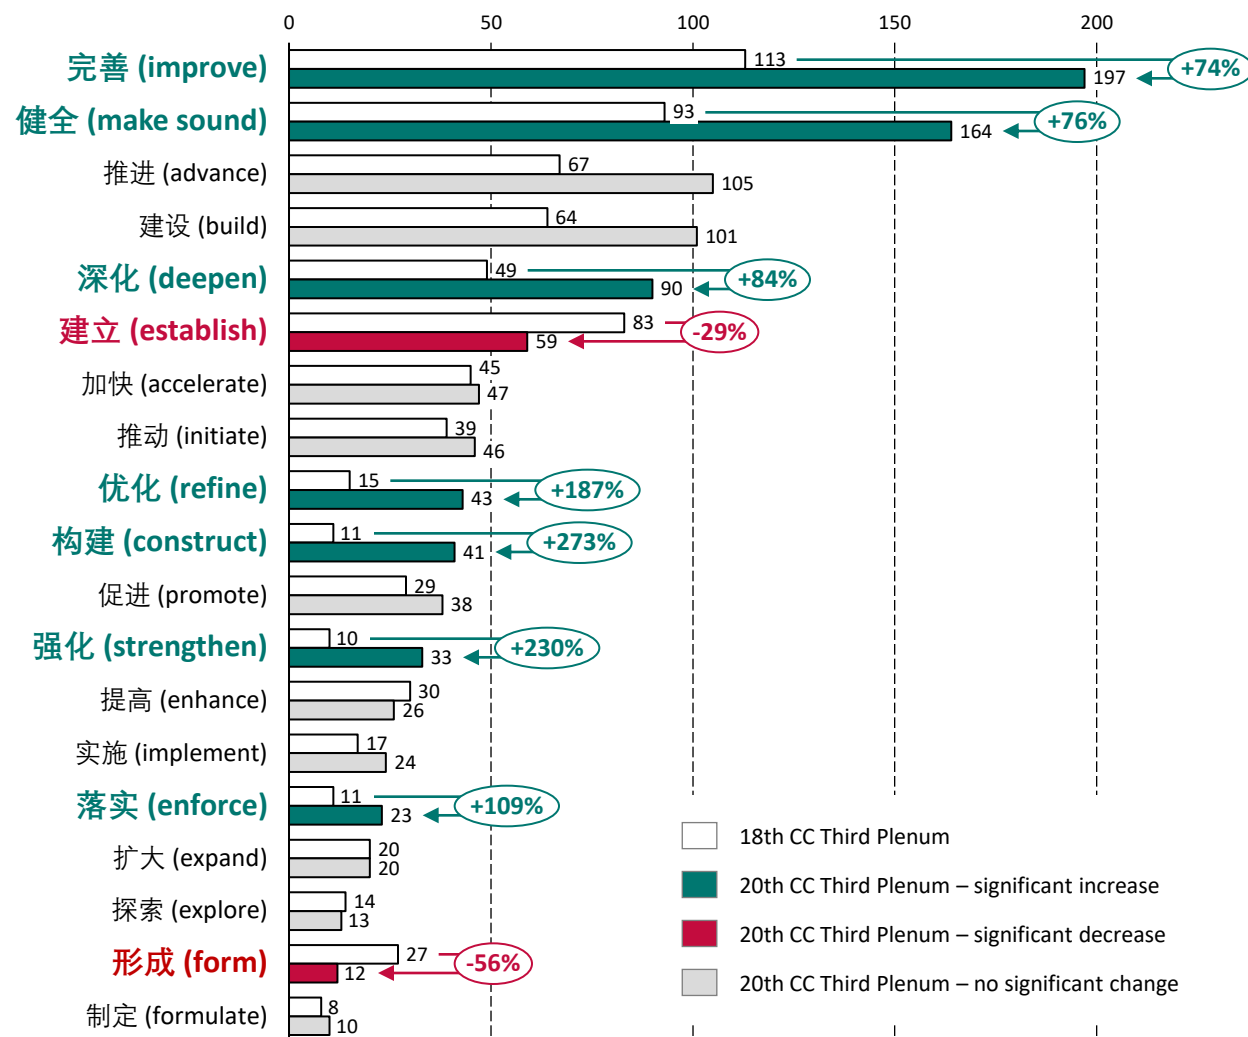 0 50 100 150 200
完善 (improve) 113 197 +74%
健全 (make sound) 93 164 +76%
推进 (advance) 67 105
建设 (build) 64 101
深化 (deepen) 49 90 +84%
建立 (establish) 83 59 -29%
加快 (accelerate) 45 47
推动 (initiate) 39 46
优化 (refine) 15 43 +187%
构建 (construct) 11 41 +273%
促进 (promote) 29 38
强化 (strengthen) 10 33 +230%
提高 (enhance) 30 26
实施 (implement) 17 24
落实 (enforce) 11 23 +109%
扩大 (expand) 20 20
探索 (explore) 14 13
形成 (form) 27 12 -56%
制定 (formulate) 8 10
18th CC Third Plenum
20th CC Third Plenum – significant increase
20th CC Third Plenum – significant decrease
20th CC Third Plenum – no significant change